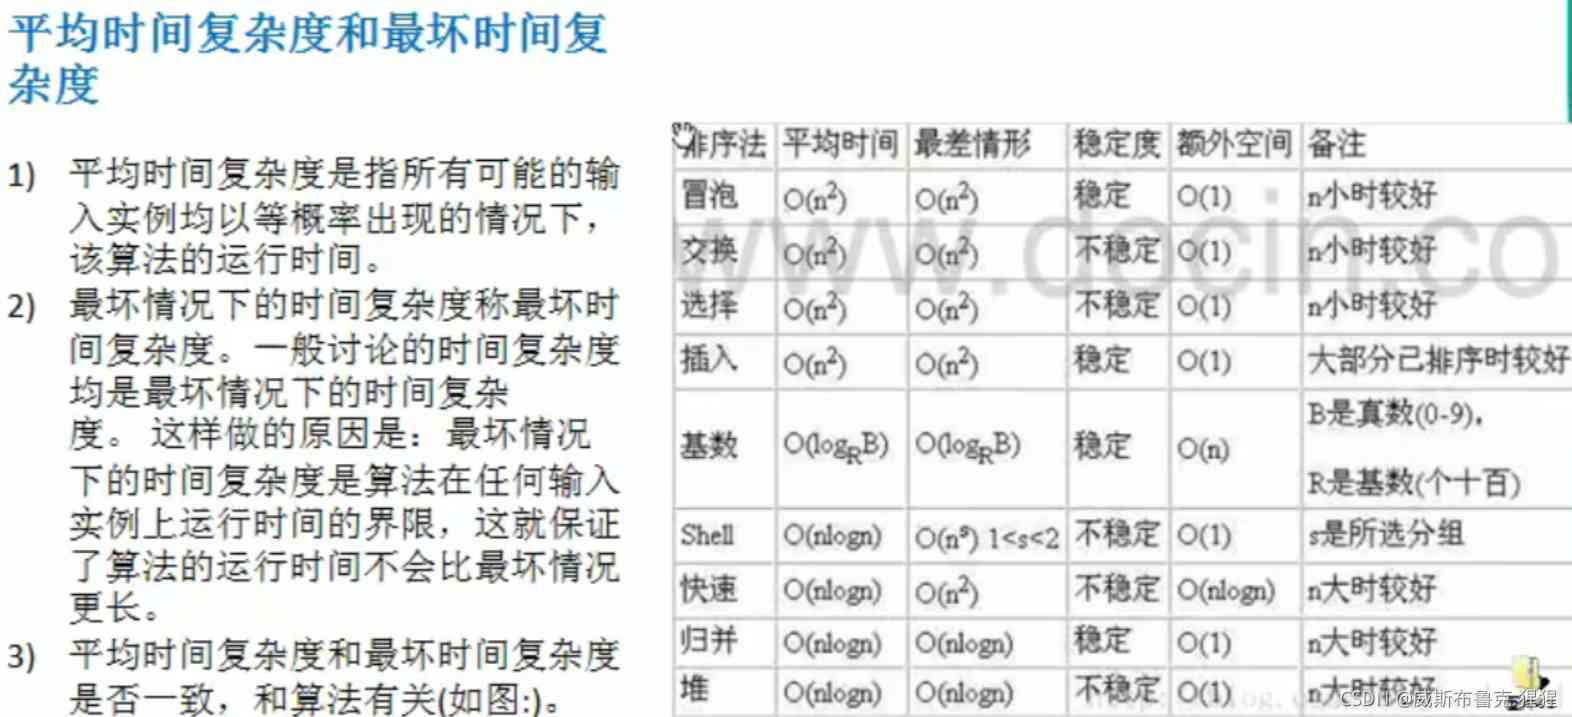 平均时间复杂度和最坏时间复
杂度
1) 平均时间复杂度是指所有可能的输
入实例均以等概率出现的情况下，
该算法的运行时间。
2) 最坏情况下的时间复杂度称最坏时
间复杂度。一般讨论的时间复杂度
均是最坏情况下的时间复杂
度。 这样做的原因是：最坏情况
下的时间复杂度是算法在任何输入
实例上运行时间的界限，这就保证
了算法的运行时间不会比最坏情况
更长。
3) 平均时间复杂度和最坏时间复杂度
是否一致，和算法有关(如图:)。
排序法 平均时间 最差情形 稳定度 额外空间 备注
冒泡 O(n²) O(n²) 稳定 O(1) n小时较好
交换 O(n²) O(n²) 不稳定 O(1) n小时较好
选择 O(n²) O(n²) 不稳定 O(1) n小时较好
插入 O(n²) O(n²) 稳定 O(1) 大部分已排序时较好
基数 O(logRB) O(logRB) 稳定 O(n) B是真数(0-9),
R是基数(个十百)
Shell O(nlogn) O(nˢ) 1<s<2 不稳定 O(1) s是所选分组
快速 O(nlogn) O(n²) 不稳定 O(nlogn) n大时较好
归并 O(nlogn) O(nlogn) 稳定 O(1) n大时较好
堆 O(nlogn) O(nlogn) 不稳定 O(1) n大时较好
www.docin.co
CSDN @威斯布鲁克.猩猩